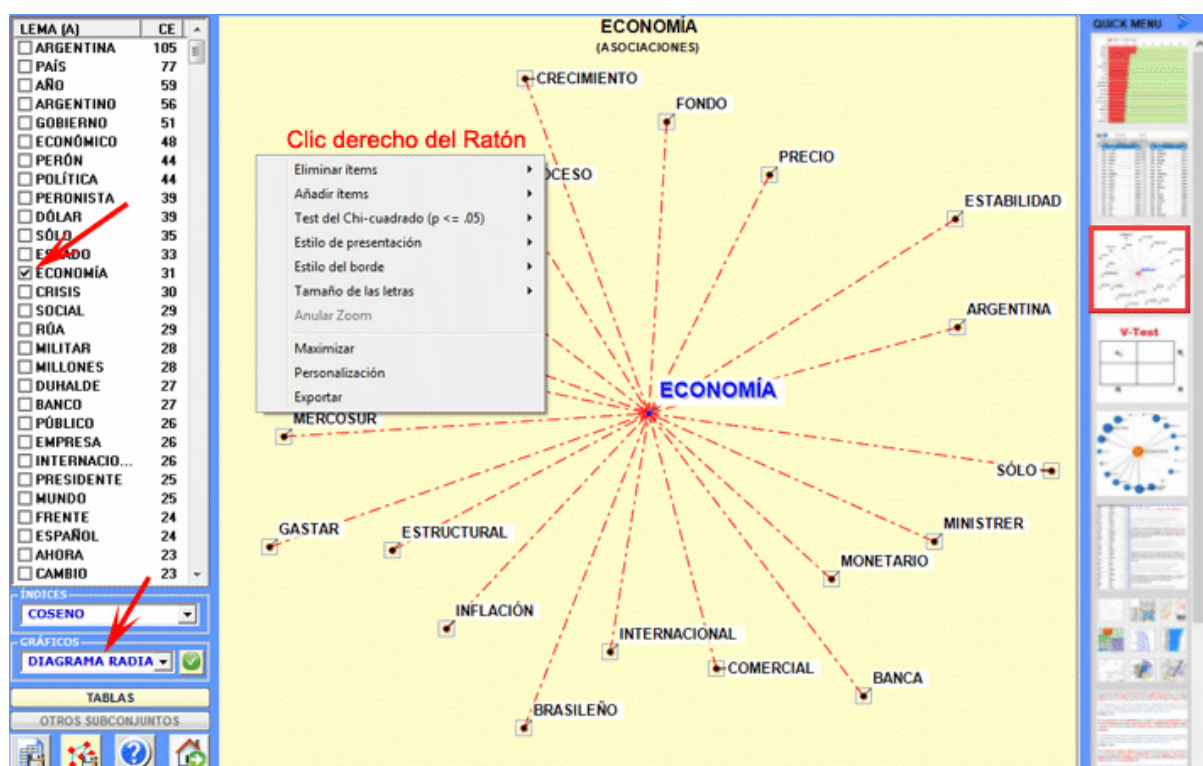 LEMA (A) CE
ARGENTINA 105
PAÍS 77
AÑO 59
ARGENTINO 56
GOBIERNO 51
ECONÓMICO 48
PERÓN 44
POLÍTICA 44
PERONISTA 39
DÓLAR 39
SÓLO 35
ESTADO 33
ECONOMÍA 31
CRISIS 30
SOCIAL 29
RÚA 29
MILITAR 28
MILLONES 28
DUHALDE 27
BANCO 27
PÚBLICO 26
EMPRESA 26
INTERNACIO... 26
PRESIDENTE 25
MUNDO 25
FRENTE 24
ESPAÑOL 24
AHORA 23
CAMBIO 23
ÍNDICES
COSENO
GRÁFICOS
DIAGRAMA RADIA
TABLAS
OTROS SUBCONJUNTOS
ECONOMÍA
(ASOCIACIONES)
CRECIMIENTO
FONDO
Clic derecho del Ratón
PRECIO
OCESO
ESTABILIDAD
Eliminar ítems
Añadir ítems
Test del Chi-cuadrado (p <= .05)
Estilo de presentación
Estilo del borde
Tamaño de las letras
Anular Zoom
Maximizar
Personalización
Exportar
ARGENTINA
ECONOMÍA
MERCOSUR
SÓLO
GASTAR
ESTRUCTURAL
MINISTRER
MONETARIO
INFLACIÓN
INTERNACIONAL
COMERCIAL
BANCA
BRASILEÑO
QUICK MENU
V-Test